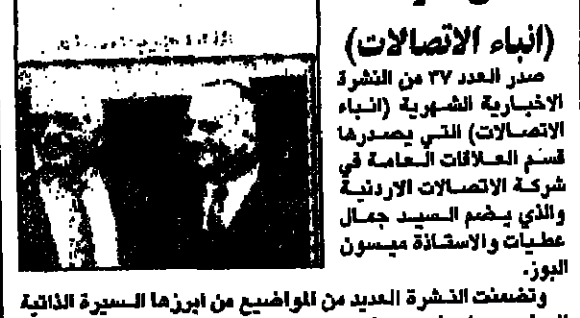 (انباء الاتصالات)
صدر العدد ٣٧ من النشرة
الاخبارية الشهرية (انباء
الاتصالات) التي يصدرها
قسم العلاقات العامة في
شركة الاتصالات الاردنية
والذي يضم السيد جمال
عطيات والاستاذة ميسون
البوز.
وتضمنت النشرة العديد من المواضيع من ابرزها السيرة الذاتية